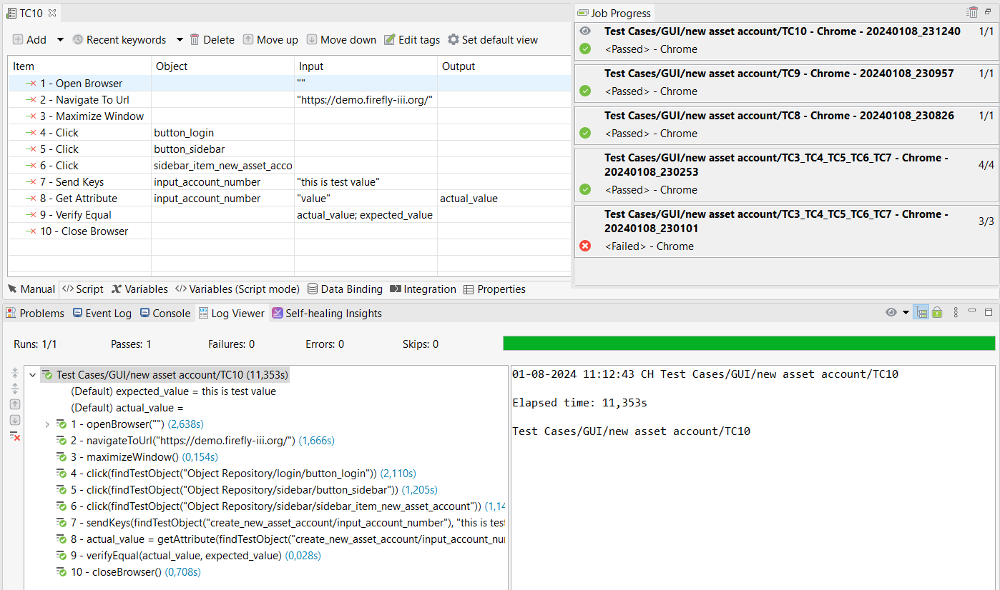 TC10
Add Recent keywords Delete Move up Move down Edit tags Set default view
Item Object Input Output
1 - Open Browser ""
2 - Navigate To Url "https://demo.firefly-iii.org/"
3 - Maximize Window
4 - Click button_login
5 - Click button_sidebar
6 - Click sidebar_item_new_asset_acco
7 - Send Keys input_account_number "this is test value"
8 - Get Attribute input_account_number "value" actual_value
9 - Verify Equal actual_value; expected_value
10 - Close Browser
Manual </> Script Variables </> Variables (Script mode) Data Binding Integration Properties
Job Progress
Test Cases/GUI/new asset account/TC10 - Chrome - 20240108_231240 1/1
<Passed> - Chrome
Test Cases/GUI/new asset account/TC9 - Chrome - 20240108_230957 1/1
<Passed> - Chrome
Test Cases/GUI/new asset account/TC8 - Chrome - 20240108_230826 1/1
<Passed> - Chrome
Test Cases/GUI/new asset account/TC3_TC4_TC5_TC6_TC7 - Chrome -
20240108_230253 4/4
<Passed> - Chrome
Test Cases/GUI/new asset account/TC3_TC4_TC5_TC6_TC7 - Chrome -
20240108_230101 3/3
<Failed> - Chrome
Problems Event Log Console Log Viewer Self-healing Insights
Runs: 1/1 Passes: 1 Failures: 0 Errors: 0 Skips: 0
Test Cases/GUI/new asset account/TC10 (11,353s)
(Default) expected_value = this is test value
(Default) actual_value =
1 - openBrowser("") (2,638s)
2 - navigateToUrl("https://demo.firefly-iii.org/") (1,666s)
3 - maximizeWindow() (0,154s)
4 - click(findTestObject("Object Repository/login/button_login")) (2,110s)
5 - click(findTestObject("Object Repository/sidebar/button_sidebar")) (1,205s)
6 - click(findTestObject("Object Repository/sidebar/sidebar_item_new_asset_account")) (1,14
7 - sendKeys(findTestObject("create_new_asset_account/input_account_number"), "this is test
8 - actual_value = getAttribute(findTestObject("create_new_asset_account/input_account_nu
9 - verifyEqual(actual_value, expected_value) (0,028s)
10 - closeBrowser() (0,708s)
01-08-2024 11:12:43 CH Test Cases/GUI/new asset account/TC10
Elapsed time: 11,353s
Test Cases/GUI/new asset account/TC10